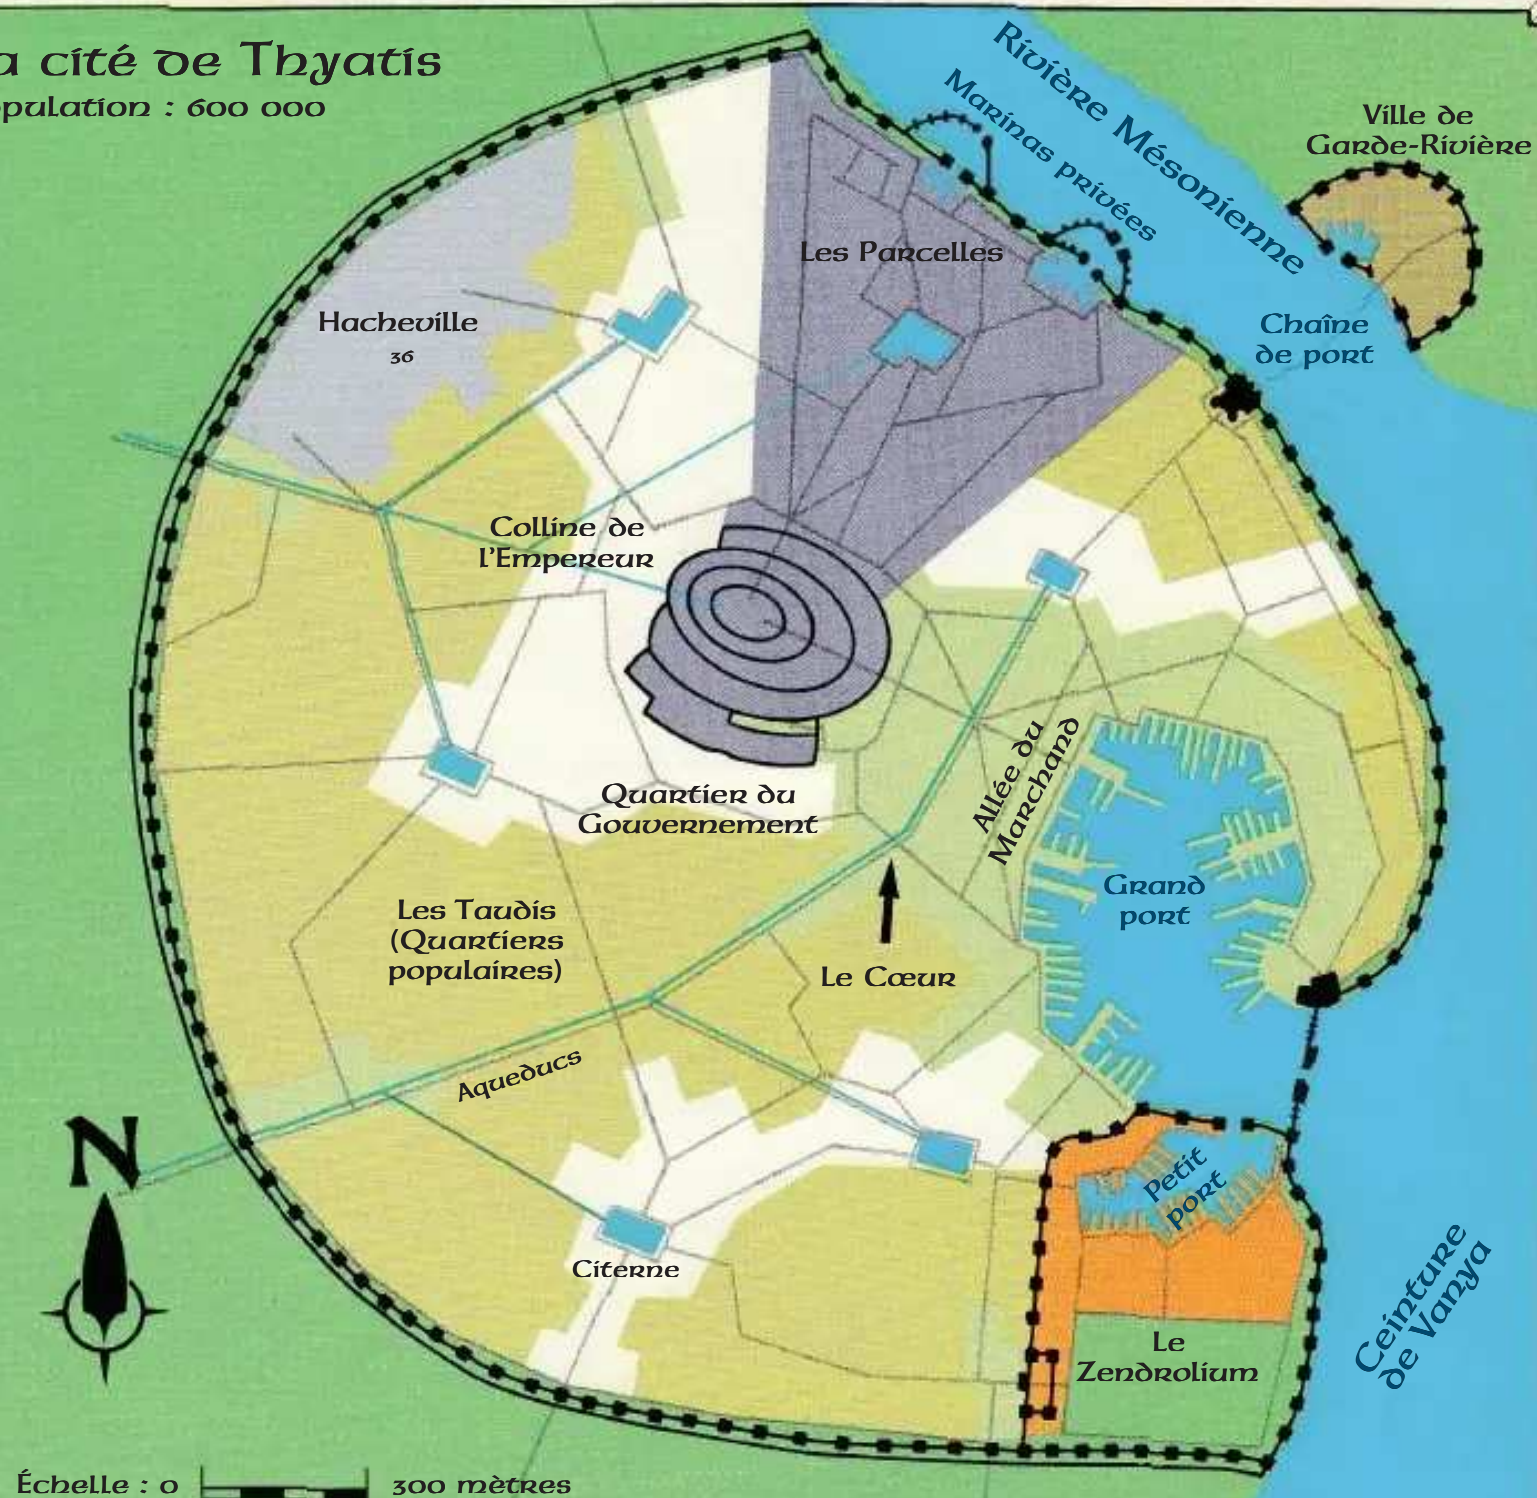 a cité de Thyatis
pulation : 600 000
Rivière Mésonienne
Marinas privées
Ville de
Garde-Rivière
Les Parcelles
Hacheville
36
Chaîne
de port
Colline de
l'Empereur
Allée du
Marchand
Quartier du
Gouvernement
Grand
port
Les Taudis
(Quartiers
populaires)
Le Cœur
Aqueducs
N
Petit
port
Citerne
Ceinture
de Vanya
Le
Zendrolium
Échelle : 0 300 mètres